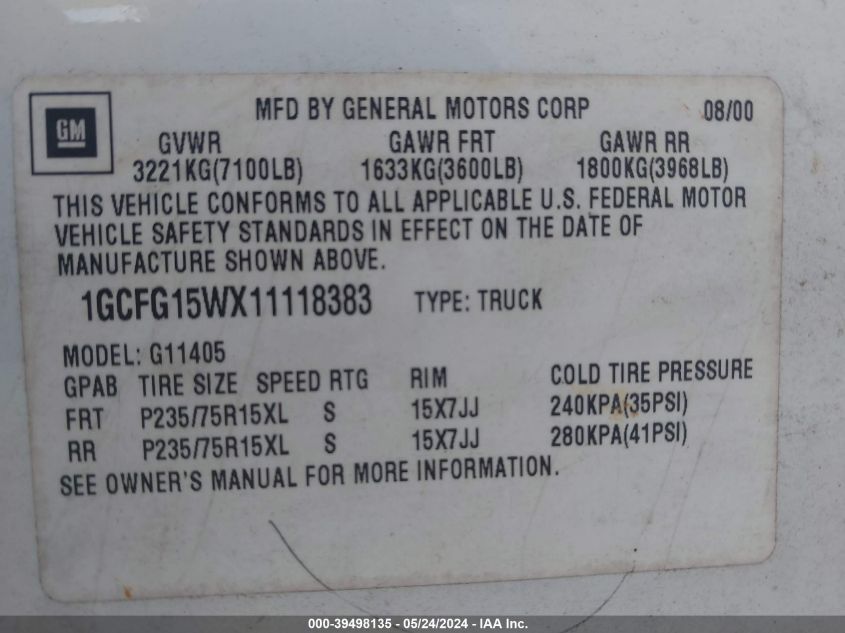 MFD BY GENERAL MOTORS CORP 08/00
GM
GVWR GAWR FRT GAWR RR
3221KG(7100LB) 1633KG(3600LB) 1800KG(3968LB)
THIS VEHICLE CONFORMS TO ALL APPLICABLE U.S. FEDERAL MOTOR
VEHICLE SAFETY STANDARDS IN EFFECT ON THE DATE OF
MANUFACTURE SHOWN ABOVE.
1GCFG15WX11118383 TYPE: TRUCK
MODEL: G11405
GPAB TIRE SIZE SPEED RTG RIM COLD TIRE PRESSURE
FRT P235/75R15XL S 15X7JJ 240KPA(35PSI)
RR P235/75R15XL S 15X7JJ 280KPA(41PSI)
SEE OWNER'S MANUAL FOR MORE INFORMATION.
000-39498135 - 05/24/2024 - IAA Inc.